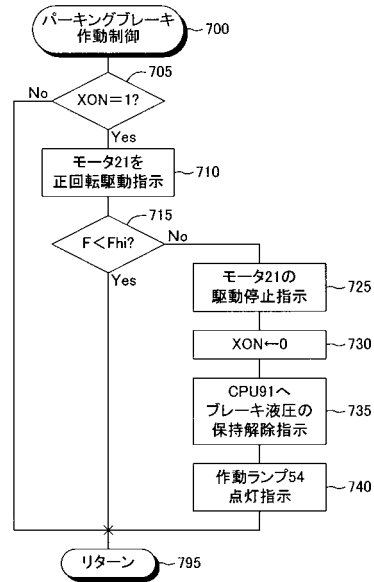 パーキングブレーキ
作動制御
700
705
No
XON=1?
Yes
モータ21を
正回転駆動指示
710
715
F<Fhi?
No
Yes
モータ21の
駆動停止指示
725
XON←0
730
CPU91へ
ブレーキ液圧の
保持解除指示
735
作動ランプ54
点灯指示
740
リターン
795